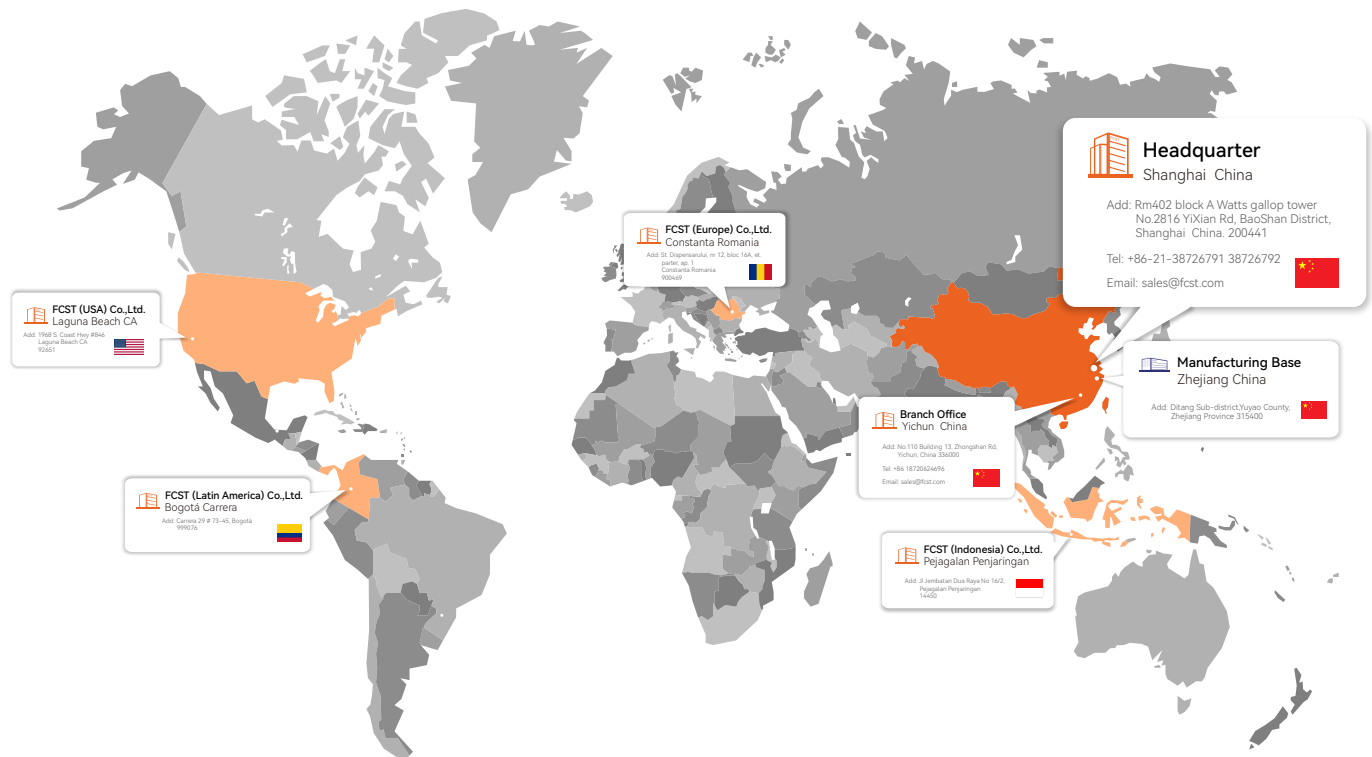 Headquarter
Shanghai China
Add: Rm402 block A Watts gallop tower
No.2816 YiXian Rd, BaoShan District,
Shanghai China. 200441
Tel: +86-21-38726791 38726792
Email: sales@fcst.com
FCST (Europe) Co.,Ltd.
Constanta Romania
Add: St. Dispensarului, nr 12, bloc 16A, et.
parter, ap. 1
Constanta Romania
900469
FCST (USA) Co.,Ltd.
Laguna Beach CA
Add: 1968 S. Coast Hwy #846
Laguna Beach CA
92651
Manufacturing Base
Zhejiang China
Add: Ditang Sub-district,Yuyao County,
Zhejiang Province 315400
Branch Office
Yichun China
Add: No.110 Building 13, Zhongshan Rd,
Yichun, China 336000
Tel: +86 18720624696
Email: sales@fcst.com
FCST (Latin America) Co.,Ltd.
Bogotá Carrera
Add: Carrera 29 # 73-45, Bogotá
999076
FCST (Indonesia) Co.,Ltd.
Pejagalan Penjaringan
Add: Jl Jembatan Dua Raya No 16/2,
Pejagalan Penjaringan
14450